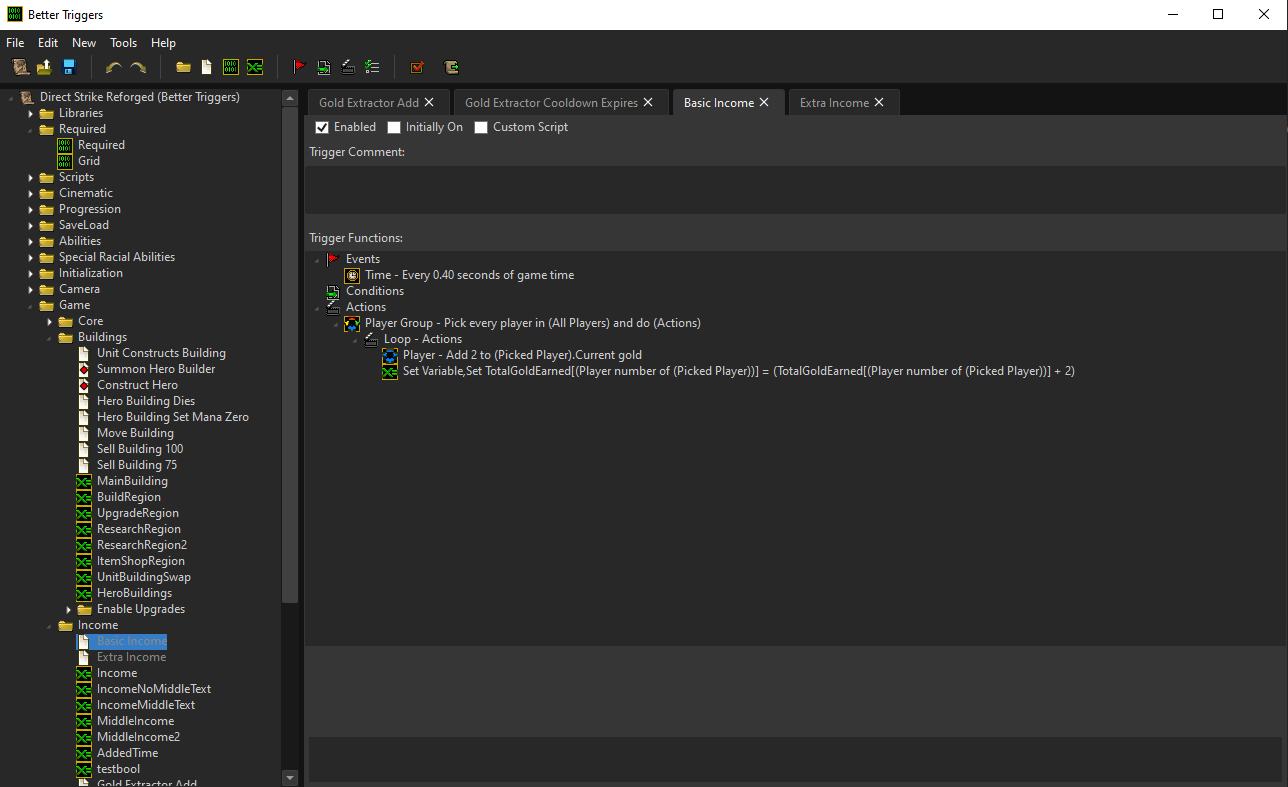 Better Triggers
File Edit New Tools Help
Direct Strike Reforged (Better Triggers)
Libraries
Required
Required
Grid
Scripts
Cinematic
Progression
SaveLoad
Abilities
Special Racial Abilities
Initialization
Camera
Game
Core
Buildings
Unit Constructs Building
Summon Hero Builder
Construct Hero
Hero Building Dies
Hero Building Set Mana Zero
Move Building
Sell Building 100
Sell Building 75
MainBuilding
BuildRegion
UpgradeRegion
ResearchRegion
ResearchRegion2
ItemShopRegion
UnitBuildingSwap
HeroBuildings
Enable Upgrades
Income
Basic Income
Extra Income
Income
IncomeNoMiddleText
IncomeMiddleText
MiddleIncome
MiddleIncome2
AddedTime
testbool
Gold Extractor Add
Gold Extractor Add Gold Extractor Cooldown Expires Basic Income Extra Income
Enabled Initially On Custom Script
Trigger Comment:
Trigger Functions:
Events
Time - Every 0.40 seconds of game time
Conditions
Actions
Player Group - Pick every player in (All Players) and do (Actions)
Loop - Actions
Player - Add 2 to (Picked Player).Current gold
Set Variable,Set TotalGoldEarned[(Player number of (Picked Player))] = (TotalGoldEarned[(Player number of (Picked Player))] + 2)